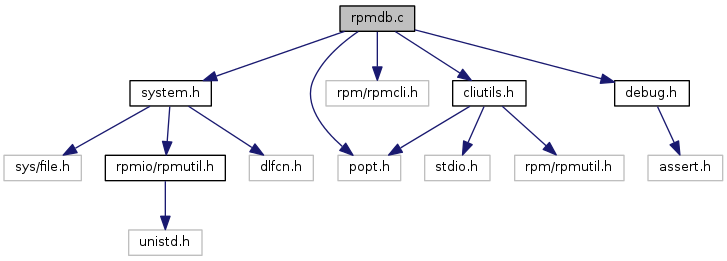 rpmdb.c
system.h
rpm/rpmcli.h
cliutils.h
debug.h
sys/file.h
rpmio/rpmutil.h
dlfcn.h
popt.h
stdio.h
rpm/rpmutil.h
assert.h
unistd.h